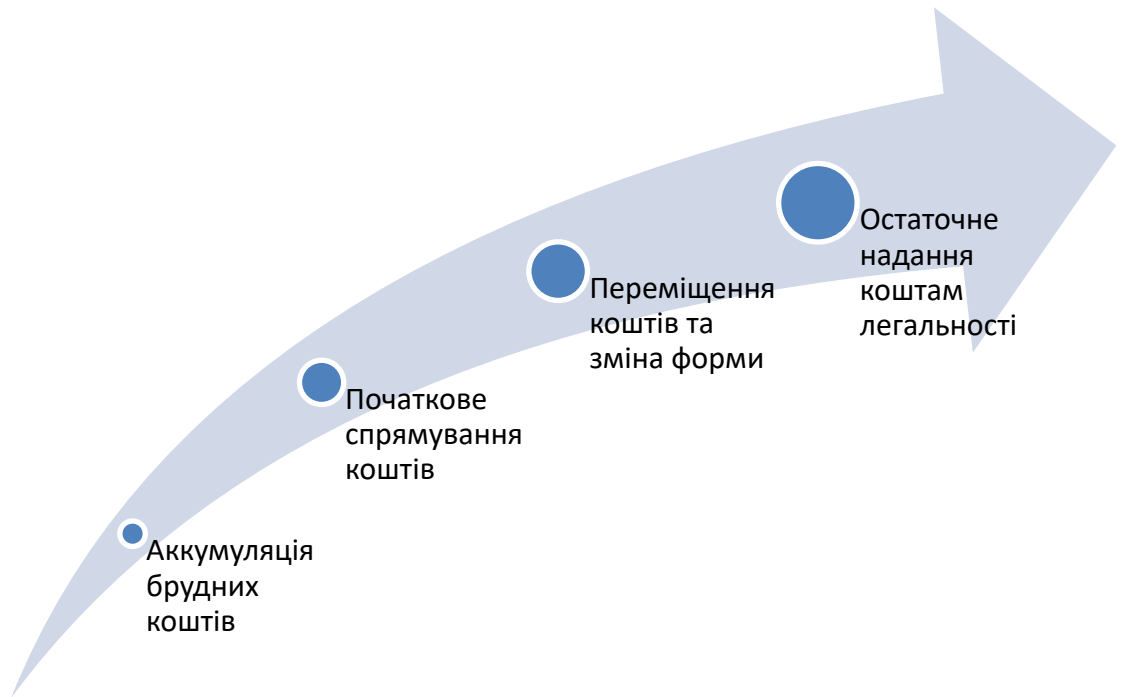 Аккумуляція
брудних
коштів
Початкове
спрямування
коштів
Переміщення
коштів та
зміна форми
Остаточне
надання
коштам
легальності